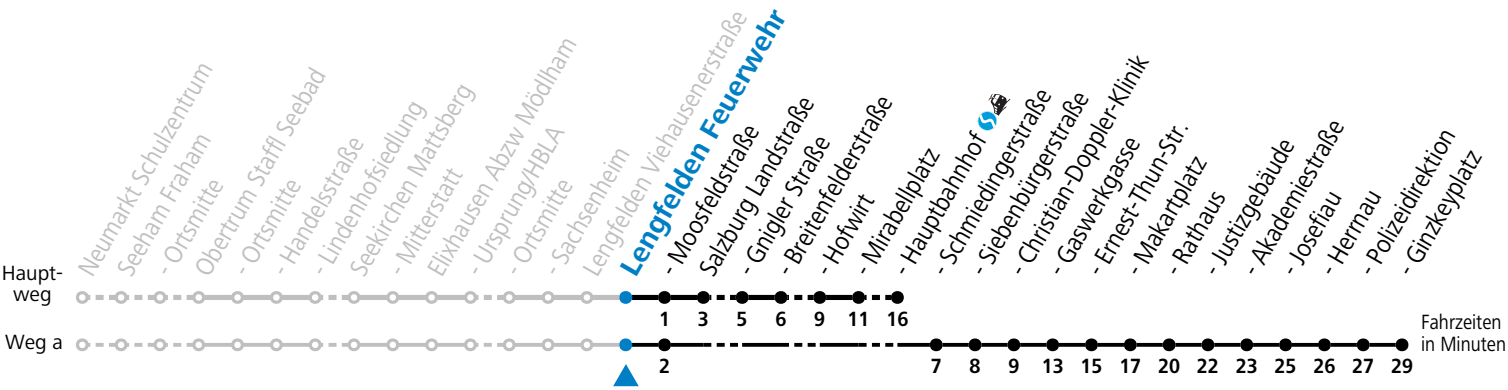 Neumarkt Schulzentrum
Seeham Fraham
- Ortsmitte
Obertrum Staffl Seebad
- Ortsmitte
- Handelsstraße
- Lindenhofsiedlung
Seekirchen Mattsberg
- Mitterstatt
Elixhausen Abzw Mödlham
- Ursprung/HBLA
- Ortsmitte
- Sachsenheim
Lengfelden Viehausenerstraße
Lengfelden Feuerwehr
- Moosfeldstraße
Salzburg Landstraße
- Gnigler Straße
- Breitenfelderstraße
- Hofwirt
- Mirabellplatz
- Hauptbahnhof
- Schmiedingerstraße
- Siebenbürgerstraße
- Christian-Doppler-Klinik
- Gaswerkgasse
- Ernest-Thun-Str.
- Makartplatz
- Rathaus
- Justizgebäude
- Akademiestraße
- Josefiau
- Herrnau
- Polizeidirektion
- Ginzkeyplatz
Haupt-
weg
1 3 5 6 9 11 16
Weg a
2 7 8 9 13 15 17 20 22 23 25 26 27 29
Fahrzeiten
in Minuten